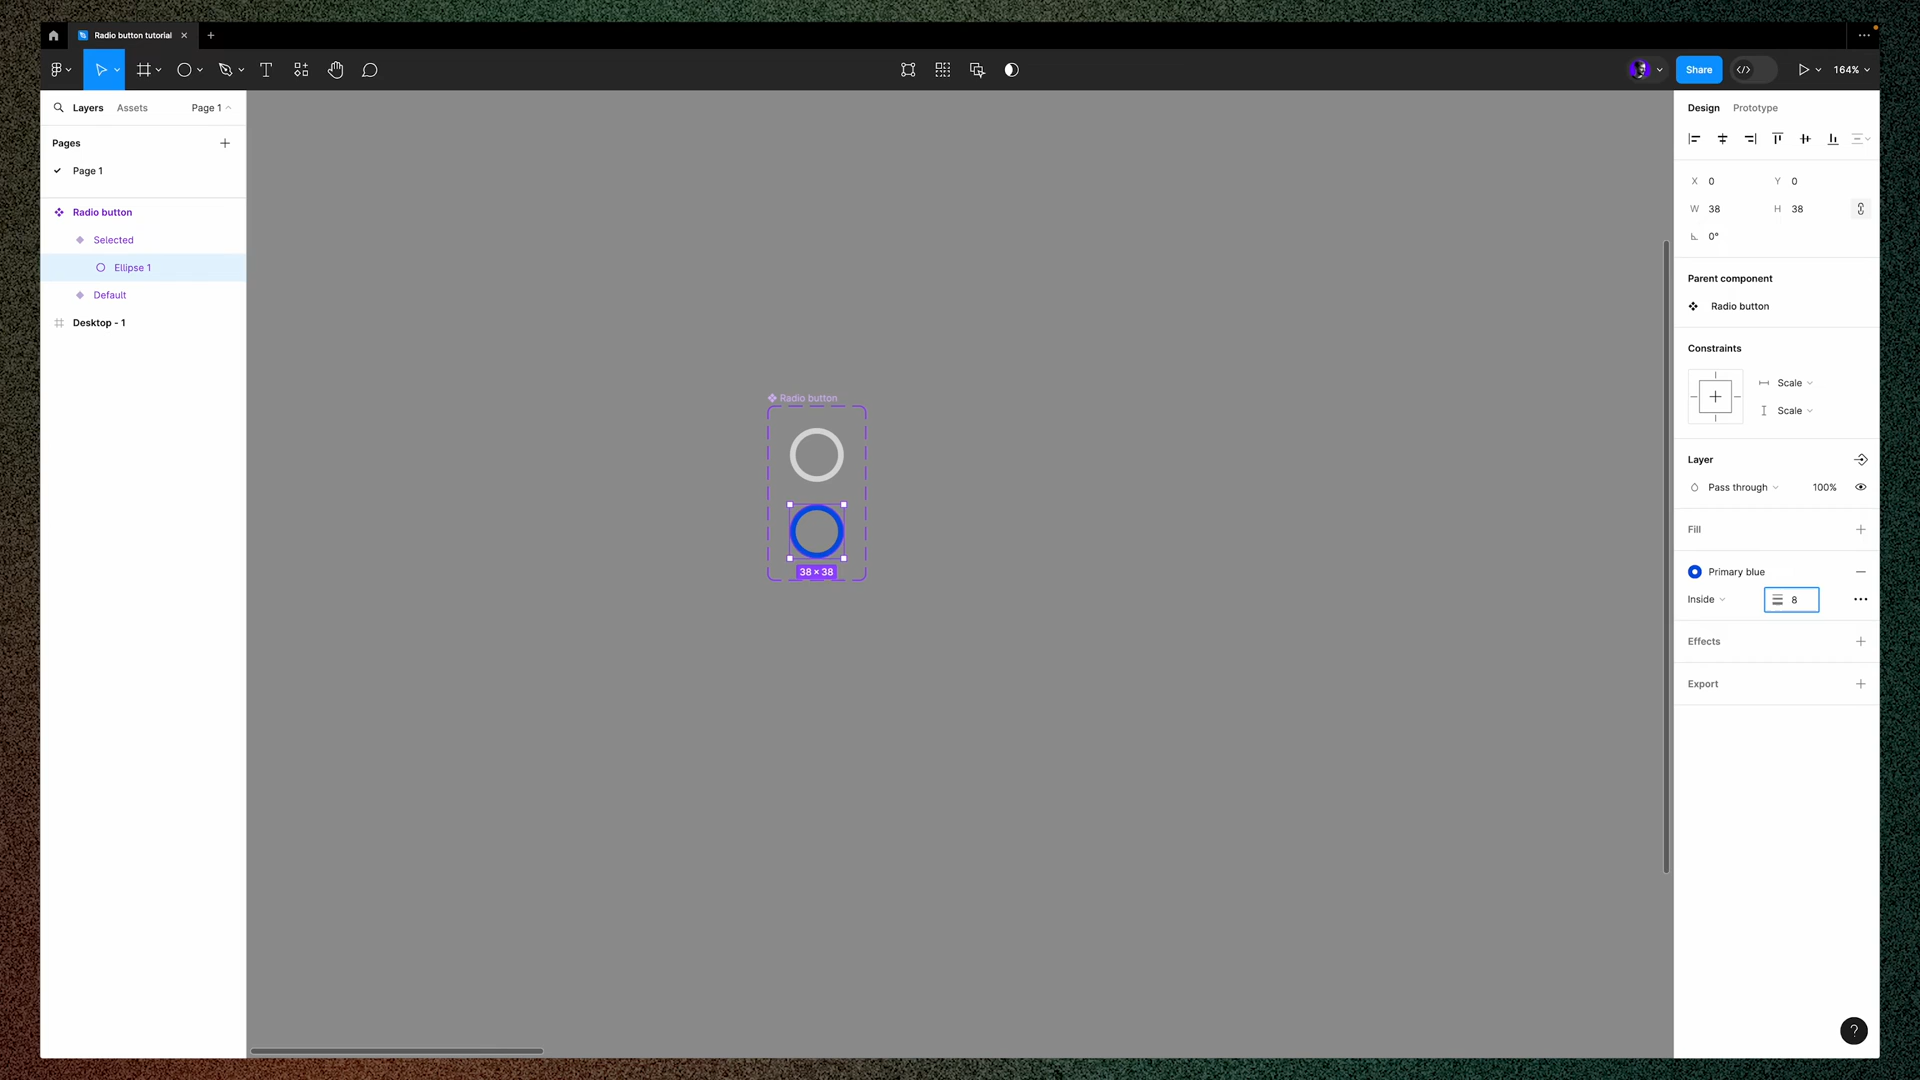 Radio button tutorial
Share
164%
Layers
Assets
Page 1
Pages
Page 1
Radio button
Selected
Ellipse 1
Default
Desktop - 1
Radio button
38 × 38
Design
Prototype
X 0
Y 0
W 38
H 38
0°
Parent component
Radio button
Constraints
Scale
Scale
Layer
Pass through
100%
Fill
Primary blue
Inside
8
Effects
Export
?